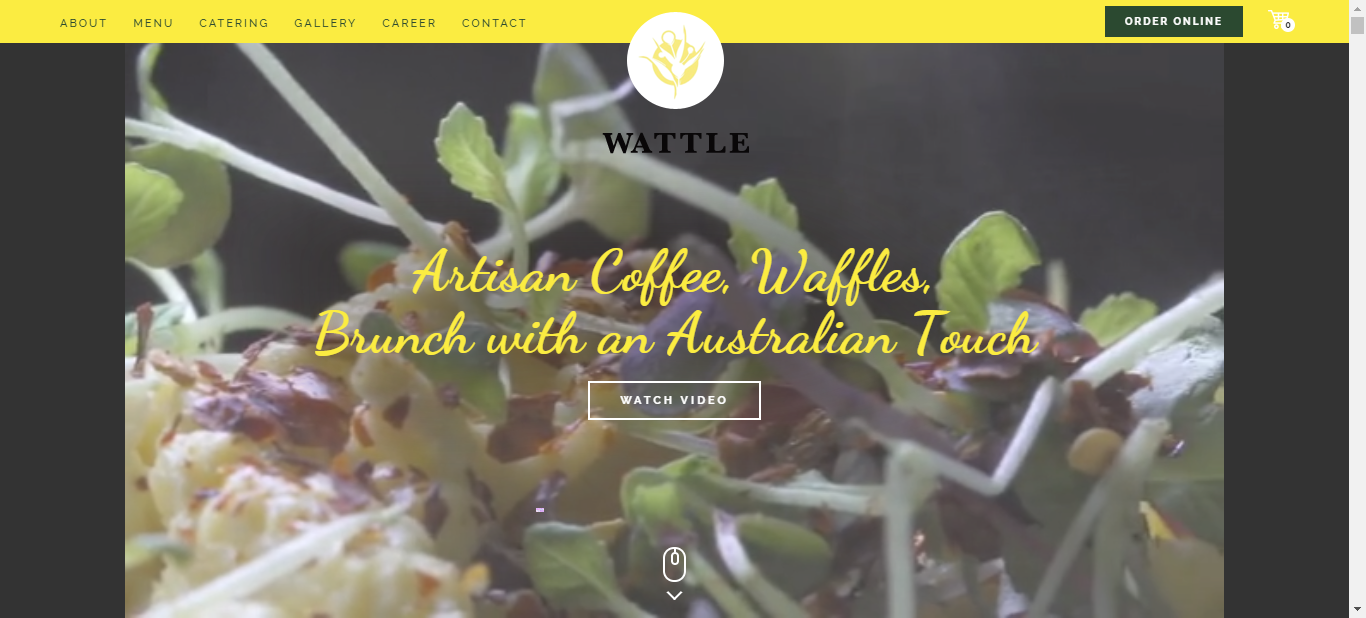 ABOUT MENU CATERING GALLERY CAREER CONTACT ORDER ONLINE 0
WATTLE
Artisan Coffee, Waffles,
Brunch with an Australian Touch
WATCH VIDEO